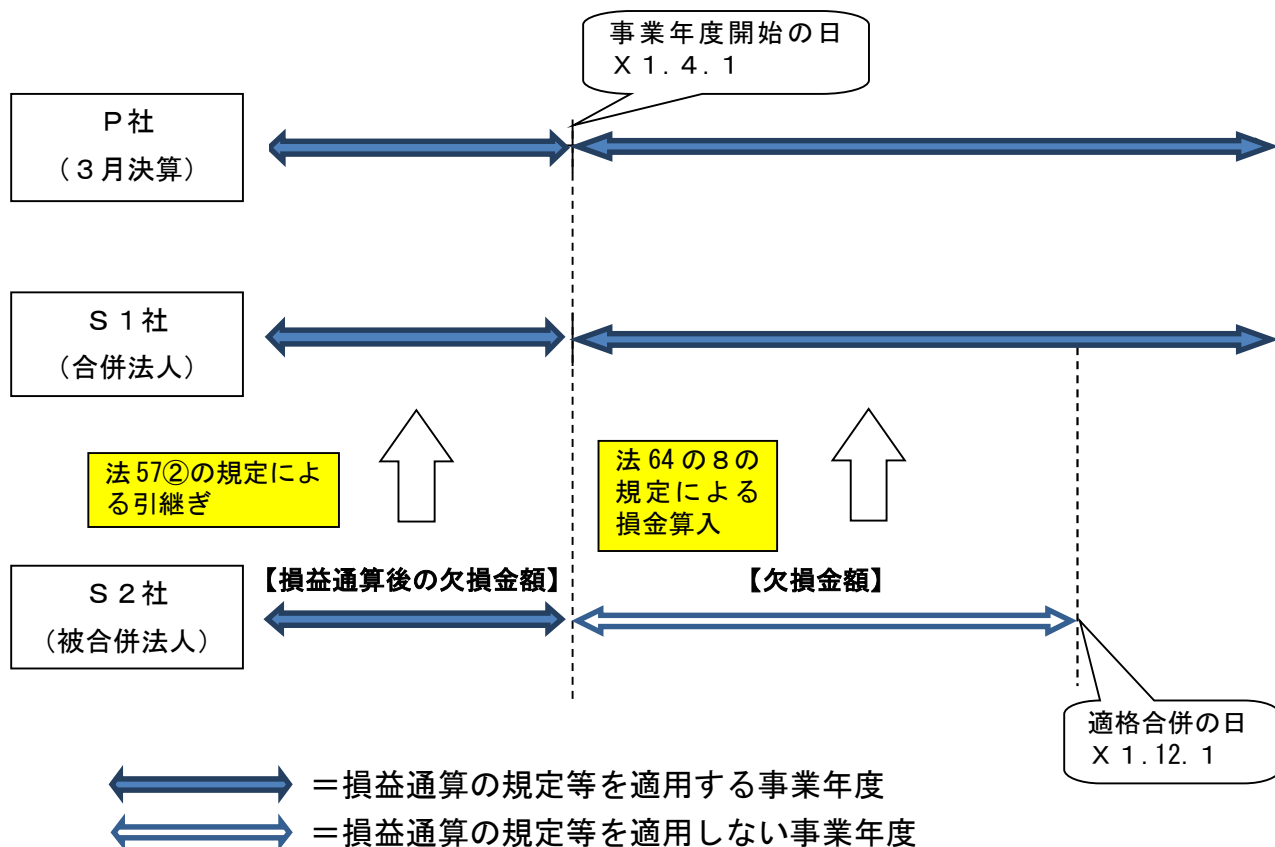 事業年度開始の日
Ｘ１.４.１
Ｐ社
（３月決算）
Ｓ１社
（合併法人）
法57②の規定によ
る引継ぎ
法64の８の
規定による
損金算入
Ｓ２社
（被合併法人）
【損益通算後の欠損金額】
【欠損金額】
適格合併の日
Ｘ１.12.１
＝損益通算の規定等を適用する事業年度
＝損益通算の規定等を適用しない事業年度